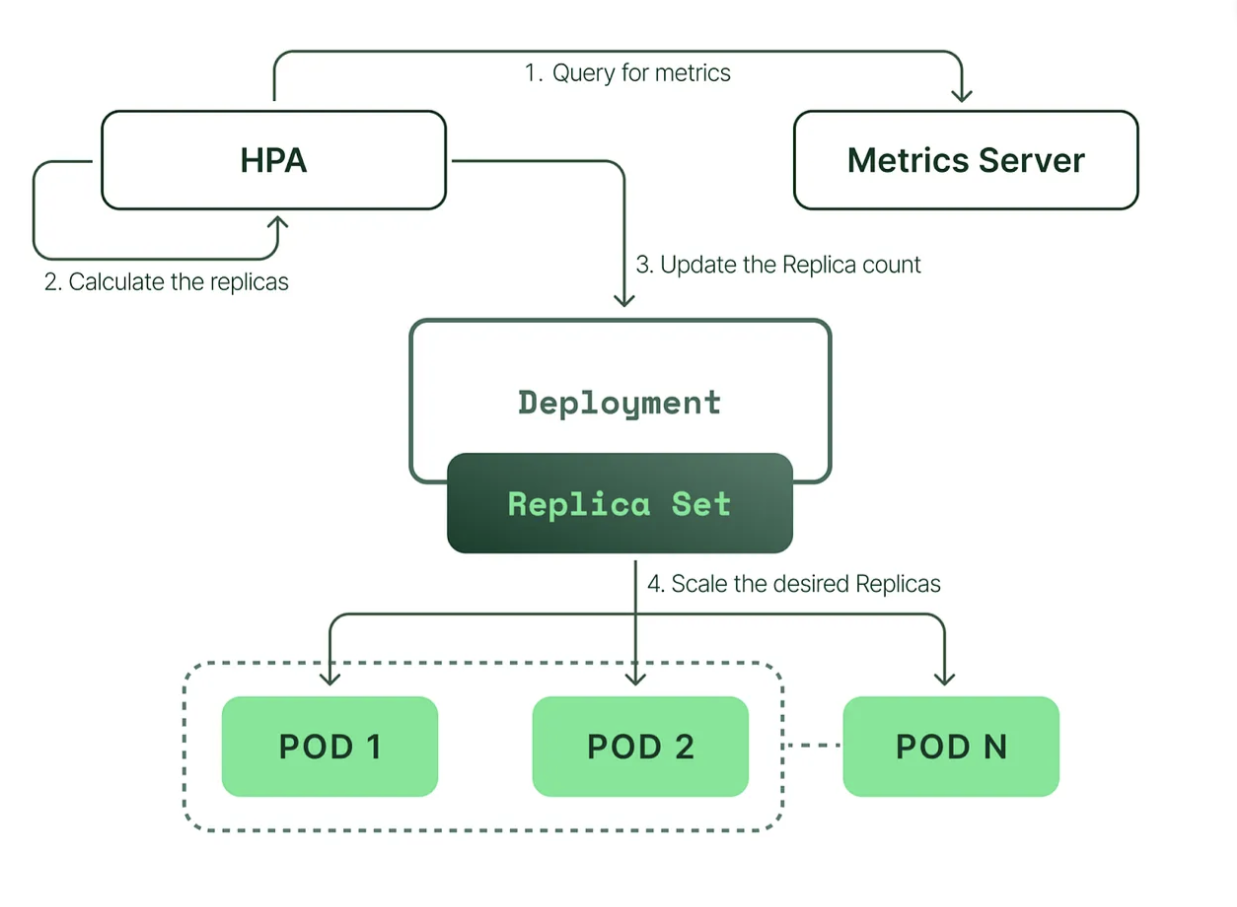 1. Query for metrics
HPA
Metrics Server
2. Calculate the replicas
3. Update the Replica count
Deployment
Replica Set
4. Scale the desired Replicas
POD 1
POD 2
POD N